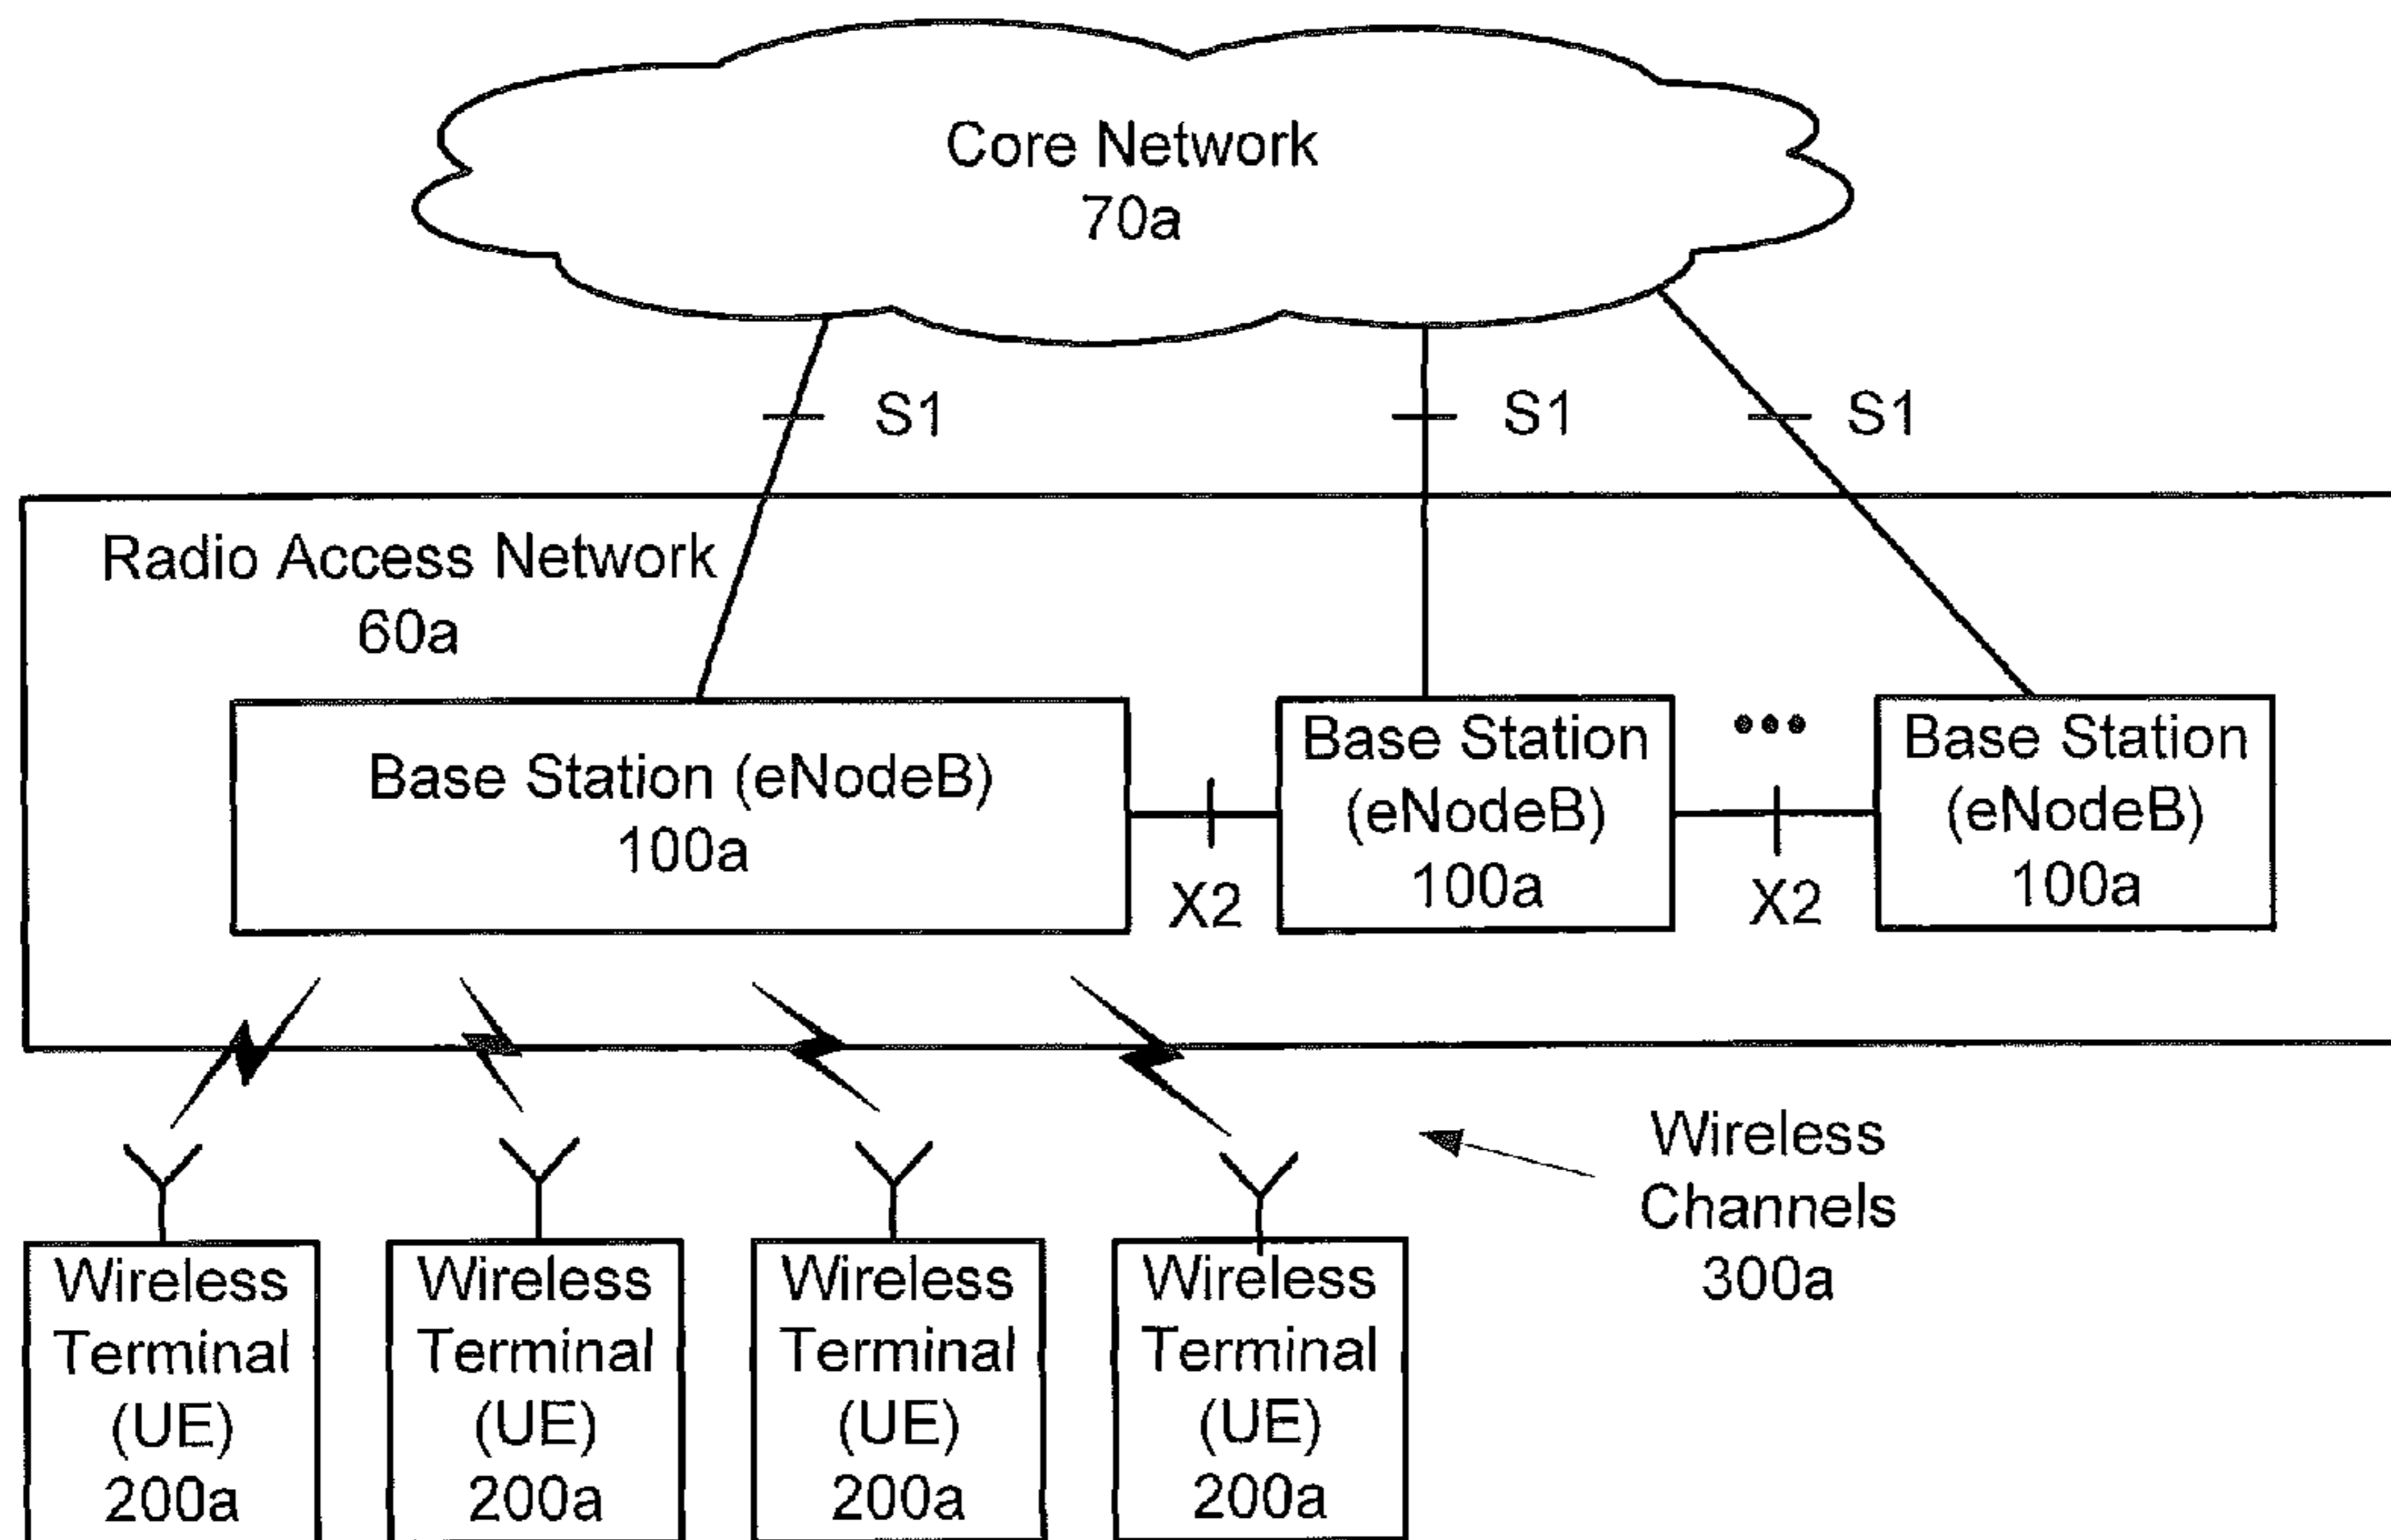 Core Network
70a
S1
S1
S1
Radio Access Network
60a
Base Station (eNodeB)
100a
X2
Base Station
(eNodeB)
100a
X2
Base Station
(eNodeB)
100a
Wireless
Channels
300a
Wireless
Terminal
(UE)
200a
Wireless
Terminal
(UE)
200a
Wireless
Terminal
(UE)
200a
Wireless
Terminal
(UE)
200a